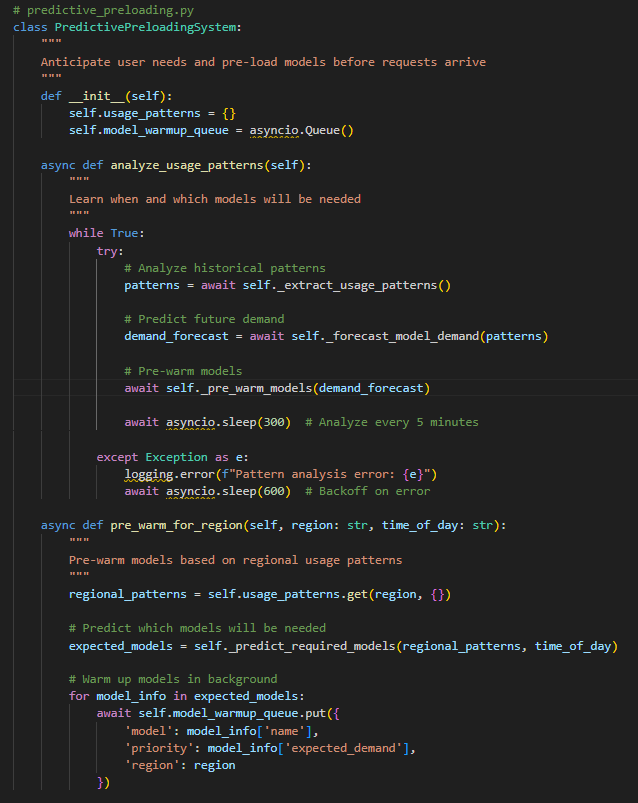 # predictive_preloading.py
class PredictivePreloadingSystem:
    """
    Anticipate user needs and pre-load models before requests arrive
    """
    def __init__(self):
        self.usage_patterns = {}
        self.model_warmup_queue = asyncio.Queue()

    async def analyze_usage_patterns(self):
        """
        Learn when and which models will be needed
        """
        while True:
            try:
                # Analyze historical patterns
                patterns = await self._extract_usage_patterns()

                # Predict future demand
                demand_forecast = await self._forecast_model_demand(patterns)

                # Pre-warm models
                await self._pre_warm_models(demand_forecast)

                await asyncio.sleep(300)  # Analyze every 5 minutes

            except Exception as e:
                logging.error(f"Pattern analysis error: {e}")
                await asyncio.sleep(600)  # Backoff on error

    async def pre_warm_for_region(self, region: str, time_of_day: str):
        """
        Pre-warm models based on regional usage patterns
        """
        regional_patterns = self.usage_patterns.get(region, {})

        # Predict which models will be needed
        expected_models = self._predict_required_models(regional_patterns, time_of_day)

        # Warm up models in background
        for model_info in expected_models:
            await self.model_warmup_queue.put({
                'model': model_info['name'],
                'priority': model_info['expected_demand'],
                'region': region
            })